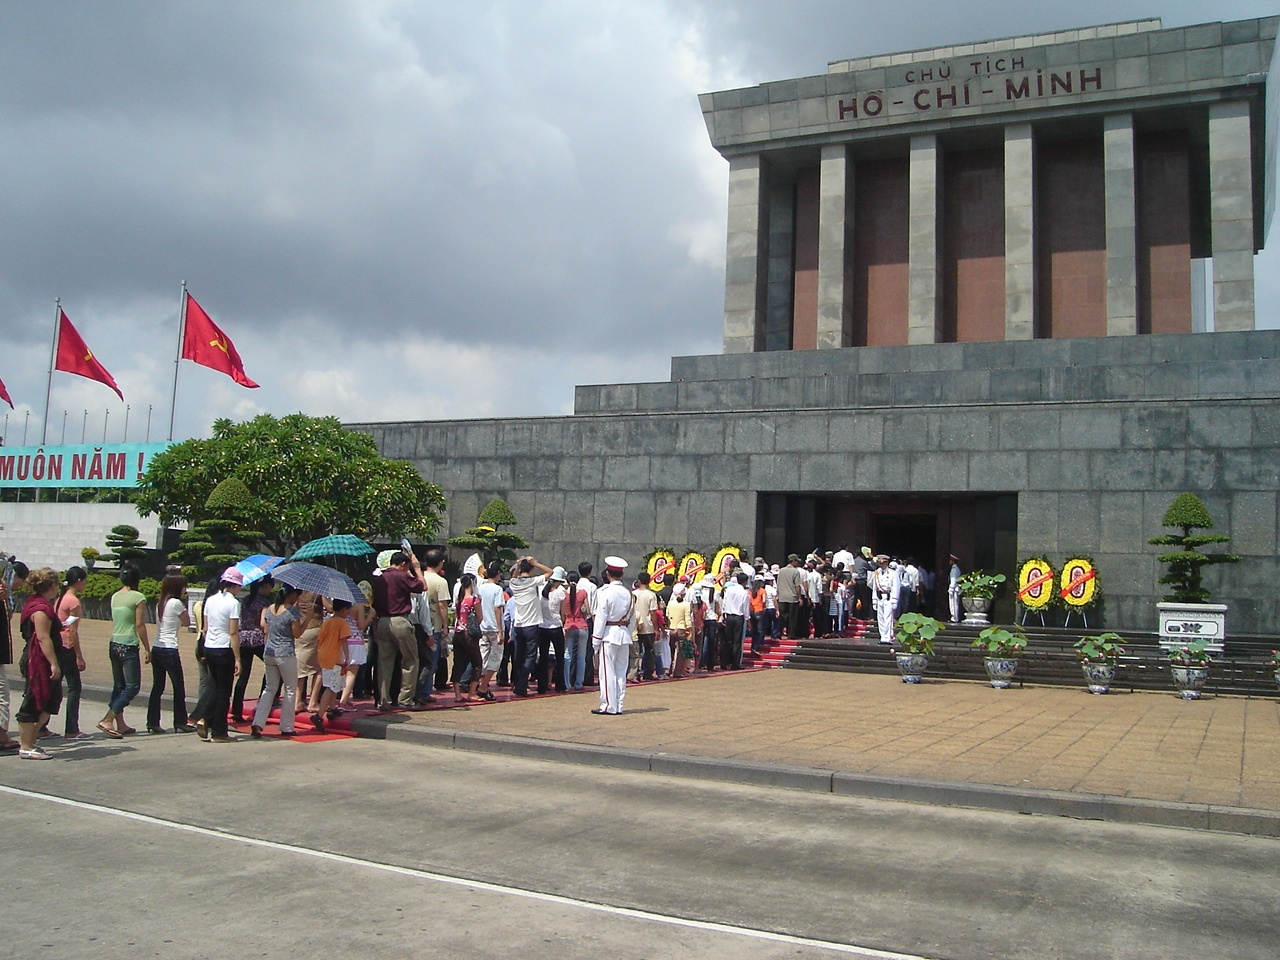 CHỦ TỊCH
HỒ-CHÍ-MINH
MUÔN NĂM !